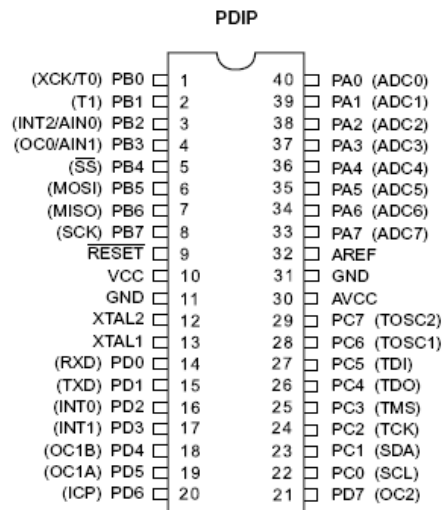 PDIP
(XCK/T0) PB0 1 40 PA0 (ADC0)
(T1) PB1 2 39 PA1 (ADC1)
(INT2/AIN0) PB2 3 38 PA2 (ADC2)
(OC0/AIN1) PB3 4 37 PA3 (ADC3)
(SS) PB4 5 36 PA4 (ADC4)
(MOSI) PB5 6 35 PA5 (ADC5)
(MISO) PB6 7 34 PA6 (ADC6)
(SCK) PB7 8 33 PA7 (ADC7)
RESET 9 32 AREF
VCC 10 31 GND
GND 11 30 AVCC
XTAL2 12 29 PC7 (TOSC2)
XTAL1 13 28 PC6 (TOSC1)
(RXD) PD0 14 27 PC5 (TDI)
(TXD) PD1 15 26 PC4 (TDO)
(INT0) PD2 16 25 PC3 (TMS)
(INT1) PD3 17 24 PC2 (TCK)
(OC1B) PD4 18 23 PC1 (SDA)
(OC1A) PD5 19 22 PC0 (SCL)
(ICP) PD6 20 21 PD7 (OC2)